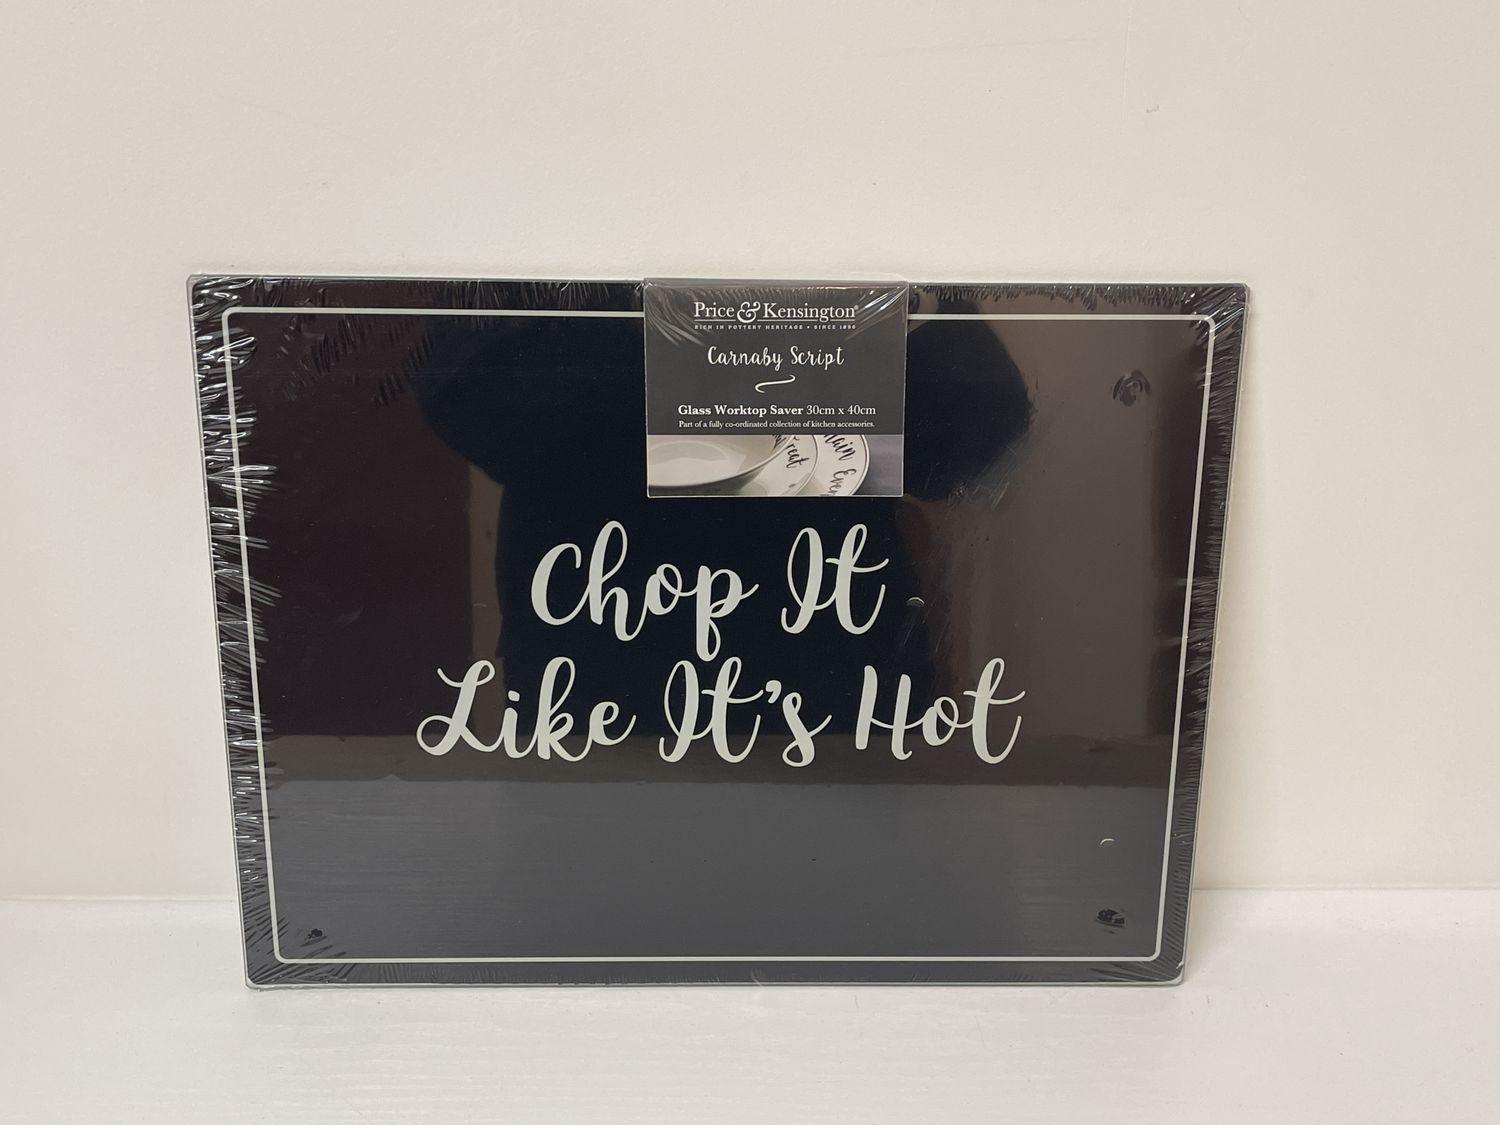 Price & Kensington®
RICH IN POTTERY HERITAGE • SINCE 1896
Carnaby Script
Glass Worktop Saver 30cm x 40cm
Part of a fully co-ordinated collection of kitchen accessories.
Chop It
Like It's Hot